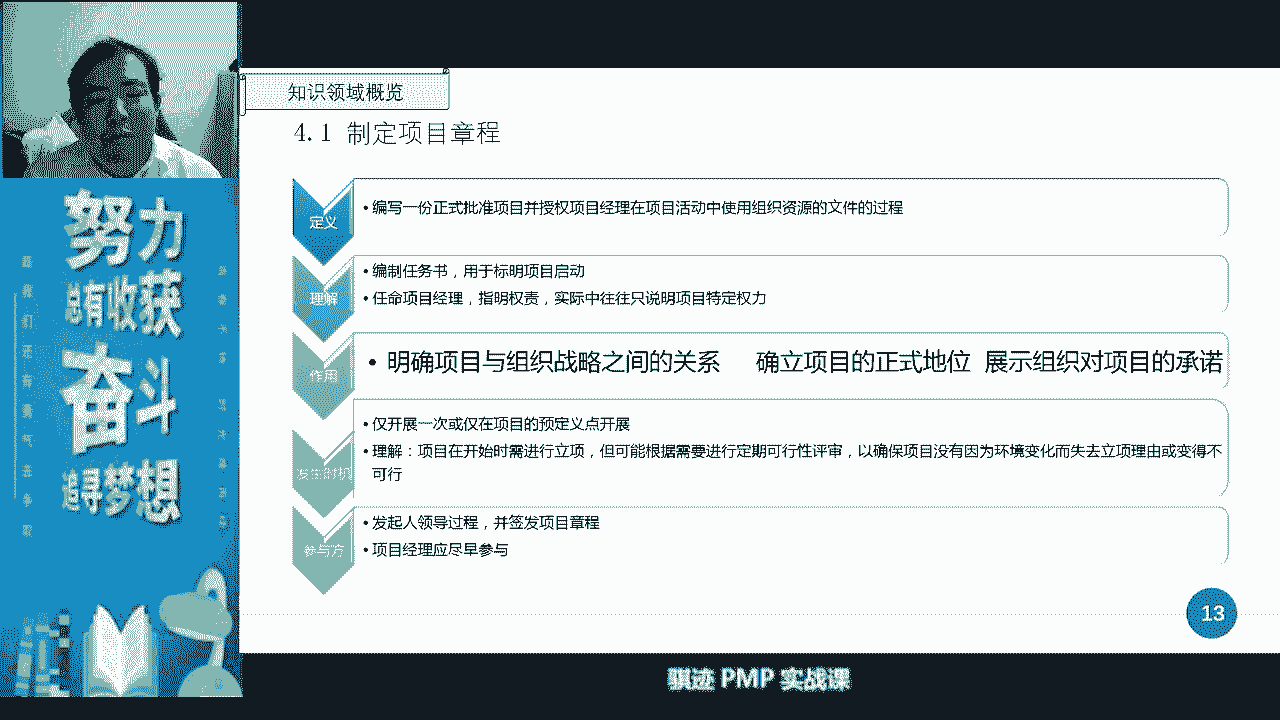 知识领域概览
4.1 制定项目章程
定义
•编写一份正式批准项目并授权项目经理在项目活动中使用组织资源的文件的过程
理解
•编制任务书，用于标明项目启动
•任命项目经理，指明权责，实际中往往只说明项目特定权力
作用
•明确项目与组织战略之间的关系 确立项目的正式地位 展示组织对项目的承诺
发生时机
•仅开展一次或仅在项目的预定义点开展
•理解：项目在开始时需进行立项，但可能根据需要进行定期可行性评审，以确保项目没有因为环境变化而失去立项理由或变得不
可行
参与方
•发起人领导过程，并签发项目章程
•项目经理应尽早参与
13
努力
总有收获
奋斗
追寻梦想
骐迹 PMP 实战课